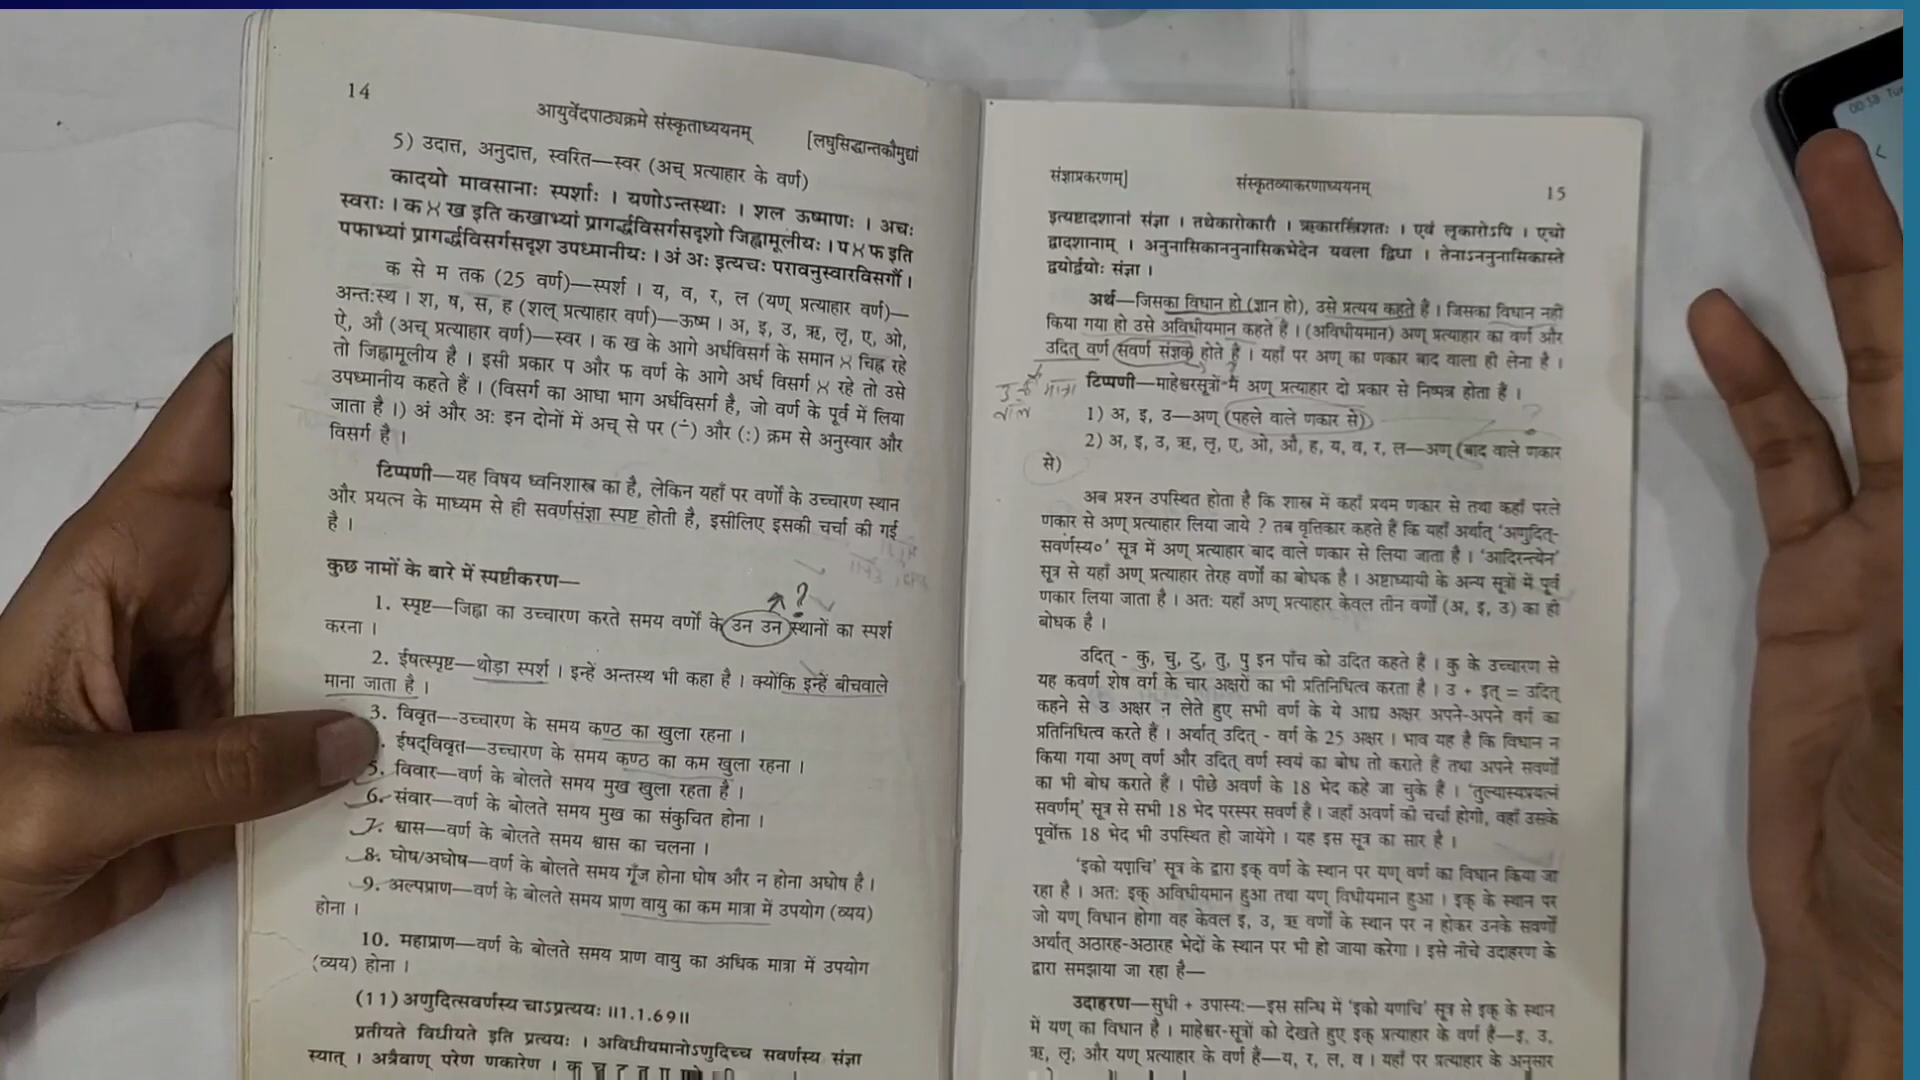 14
आयुर्वेदपाठ्यक्रमे संस्कृताध्ययनम्
[लघुसिद्धान्तकौमुद्यां
5) उदात्त, अनुदात्त, स्वरित—स्वर (अच् प्रत्याहार के वर्ण)
कादयो मावसानाः स्पर्शाः । यणोऽन्तस्थाः । शल ऊष्माणः । अचः
स्वराः । क X ख इति कखाभ्यां प्रागर्द्धविसर्गसदृशो जिह्वामूलीयः । प X फ इति
पफाभ्यां प्रागर्द्धविसर्गसदृश उपध्मानीयः । अं अः इत्यचः परावनुस्वारविसर्गौ ।
क से म तक (25 वर्ण)—स्पर्श । य, व, र, ल (यण् प्रत्याहार वर्ण)—
अन्तःस्थ । श, ष, स, ह (शल् प्रत्याहार वर्ण)—ऊष्म । अ, इ, उ, ऋ, लृ, ए, ओ,
ऐ, औ (अच् प्रत्याहार वर्ण)—स्वर । क ख के आगे अर्धविसर्ग के समान X चिह्न रहे
तो जिह्वामूलीय है । इसी प्रकार प और फ वर्ण के आगे अर्ध विसर्ग X रहे तो उसे
उपध्मानीय कहते हैं । (विसर्ग का आधा भाग अर्धविसर्ग है, जो वर्ण के पूर्व में लिया
जाता है ।) अं और अः इन दोनों में अच् से पर (∸) और (:) क्रम से अनुस्वार और
विसर्ग है ।
टिप्पणी—यह विषय ध्वनिशास्त्र का है, लेकिन यहाँ पर वर्णों के उच्चारण स्थान
और प्रयत्न के माध्यम से ही सवर्णसंज्ञा स्पष्ट होती है, इसीलिए इसकी चर्चा की गई
है ।
कुछ नामों के बारे में स्पष्टीकरण—
?
1. स्पृष्ट—जिह्वा का उच्चारण करते समय वर्णों के उन उन स्थानों का स्पर्श
करना ।
2. ईषत्स्पृष्ट—थोड़ा स्पर्श । इन्हें अन्तस्थ भी कहा है । क्योंकि इन्हें बीचवाले
माना जाता है ।
3. विवृत—उच्चारण के समय कण्ठ का खुला रहना ।
. ईषद्विवृत—उच्चारण के समय कण्ठ का कम खुला रहना ।
5. विवार—वर्ण के बोलते समय मुख खुला रहता है ।
6. संवार—वर्ण के बोलते समय मुख का संकुचित होना ।
7. श्वास—वर्ण के बोलते समय श्वास का चलना ।
8. घोष/अघोष—वर्ण के बोलते समय गूँज होना घोष और न होना अघोष है ।
9. अल्पप्राण—वर्ण के बोलते समय प्राण वायु का कम मात्रा में उपयोग (व्यय)
होना ।
10. महाप्राण—वर्ण के बोलते समय प्राण वायु का अधिक मात्रा में उपयोग
(व्यय) होना ।
(11) अणुदित्सवर्णस्य चाऽप्रत्ययः ॥1.1.69॥
प्रतीयते विधीयते इति प्रत्ययः । अविधीयमानोऽणुदिच्च सवर्णस्य संज्ञा
स्यात् । अत्रैवाण् परेण णकारेण ।
संज्ञाप्रकरणम्]
संस्कृतव्याकरणाध्ययनम्
15
इत्यष्टादशानां संज्ञा । तथेकारोकारौ । ऋकारस्त्रिंशतः । एवं लृकारोऽपि । एचो
द्वादशानाम् । अनुनासिकाननुनासिकभेदेन यवला द्विधा । तेनाऽननुनासिकास्ते
द्वयोर्द्वयोः संज्ञा ।
अर्थ—जिसका विधान हो (ज्ञान हो), उसे प्रत्यय कहते हैं । जिसका विधान नहीं
किया गया हो उसे अविधीयमान कहते हैं । (अविधीयमान) अण् प्रत्याहार का वर्ण और
उदित् वर्ण सवर्ण संज्ञक होते हैं । यहाँ पर अण् का णकार बाद वाला ही लेना है ।
टिप्पणी—माहेश्वरसूत्रों में अण् प्रत्याहार दो प्रकार से निष्पन्न होता हैं ।
1) अ, इ, उ—अण् (पहले वाले णकार से)
2) अ, इ, उ, ऋ, लृ, ए, ओ, औ, ह, य, व, र, ल—अण् (बाद वाले णकार
से)
?
अब प्रश्न उपस्थित होता है कि शास्त्र में कहाँ प्रथम णकार से तथा कहाँ परले
णकार से अण् प्रत्याहार लिया जाये ? तब वृत्तिकार कहते हैं कि यहाँ अर्थात् 'अणुदित्-
सवर्णस्य०' सूत्र में अण् प्रत्याहार बाद वाले णकार से लिया जाता है । 'आदिरन्त्येन'
सूत्र से यहाँ अण् प्रत्याहार तेरह वर्णों का बोधक है । अष्टाध्यायी के अन्य सूत्रों में पूर्व
णकार लिया जाता है । अतः यहाँ अण् प्रत्याहार केवल तीन वर्णों (अ, इ, उ) का ही
बोधक है ।
उदित् - कु, चु, टु, तु, पु इन पाँच को उदित कहते हैं । कु के उच्चारण से
यह कवर्ण शेष वर्ग के चार अक्षरों का भी प्रतिनिधित्व करता है । उ + इत् = उदित्
कहने से उ अक्षर न लेते हुए सभी वर्ण के ये आद्य अक्षर अपने-अपने वर्ग का
प्रतिनिधित्व करते हैं । अर्थात् उदित् - वर्ग के 25 अक्षर । भाव यह है कि विधान न
किया गया अण् वर्ण और उदित् वर्ण स्वयं का बोध तो कराते हैं तथा अपने सवर्णों
का भी बोध कराते हैं । पीछे अवर्ण के 18 भेद कहे जा चुके हैं । 'तुल्यास्यप्रयत्नं
सवर्णम्' सूत्र से सभी 18 भेद परस्पर सवर्ण हैं । जहाँ अवर्ण की चर्चा होगी, वहाँ उसके
पूर्वोक्त 18 भेद भी उपस्थित हो जायेंगे । यह इस सूत्र का सार है ।
'इको यणचि' सूत्र के द्वारा इक् वर्ण के स्थान पर यण् वर्ण का विधान किया जा
रहा है । अतः इक् अविधीयमान हुआ तथा यण् विधीयमान हुआ । इक् के स्थान पर
जो यण् विधान होगा वह केवल इ, उ, ऋ वर्णों के स्थान पर न होकर उनके सवर्णों
अर्थात् अठारह-अठारह भेदों के स्थान पर भी हो जाया करेगा । इसे नीचे उदाहरण के
द्वारा समझाया जा रहा है—
उदाहरण—सुधी + उपास्यः—इस सन्धि में 'इको यणचि' सूत्र से इक् के स्थान
में यण् का विधान है । माहेश्वर-सूत्रों को देखते हुए इक् प्रत्याहार के वर्ण हैं—इ, उ,
ऋ, लृ; और यण् प्रत्याहार के वर्ण हैं—य, र, ल, व । यहाँ पर प्रत्याहार के अनुसार